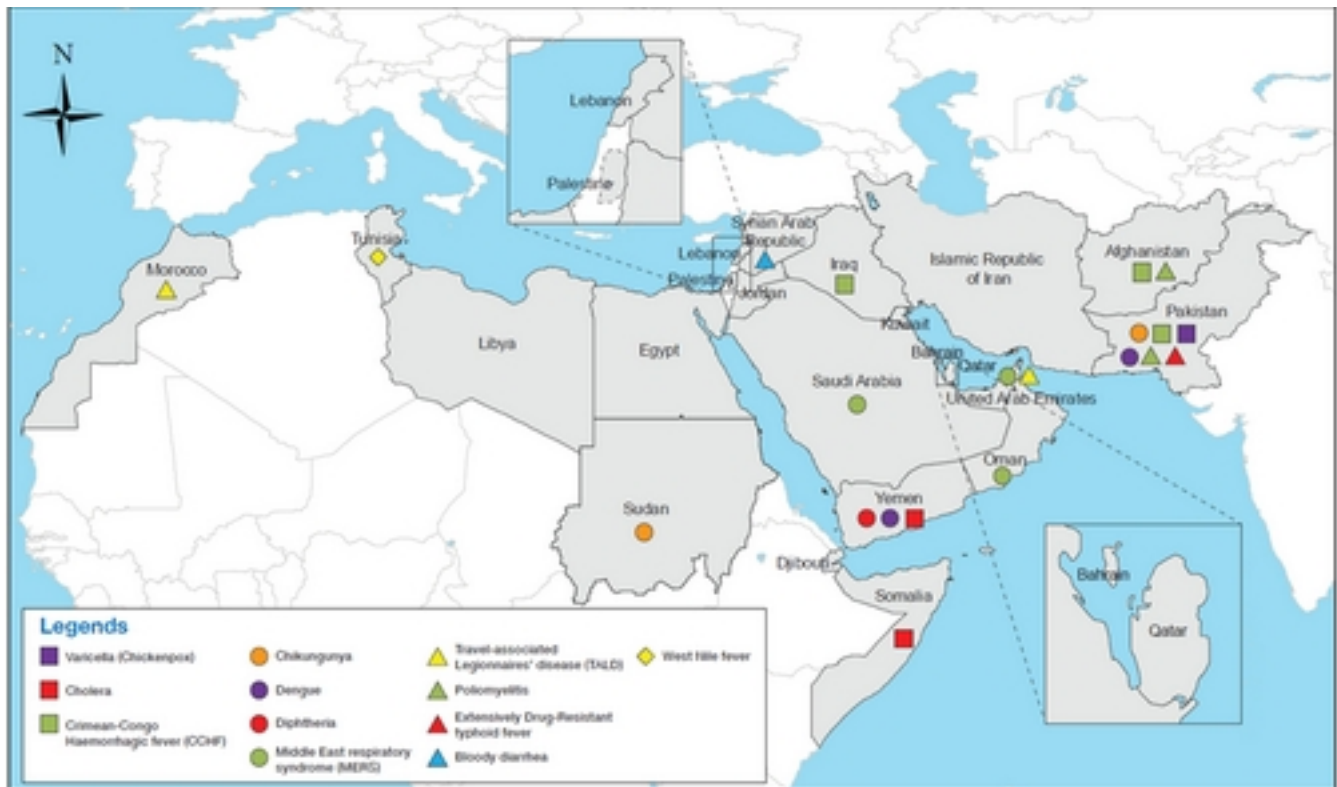 N
Lebanon
Palestine
Syrian Arab
Republic
Tunisia
Lebanon
Afghanistan
Morocco
Iraq
Islamic Republic
of Iran
Palestine
Jordan
Pakistan
Kuwait
Libya
Egypt
Bahrain
Qatar
Saudi Arabia
United Arab Emirates
Oman
Yemen
Sudan
Djibouti
Somalia
Bahrain
Qatar
Legends
Varicella (Chickenpox)
Cholera
Crimean-Congo
Haemorrhagic fever (CCHF)
Chikungunya
Dengue
Diphtheria
Middle East respiratory
syndrome (MERS)
Travel-associated
Legionnaires' disease (TALD)
Poliomyelitis
Extensively Drug-Resistant
typhoid fever
Bloody diarrhea
West Nile fever